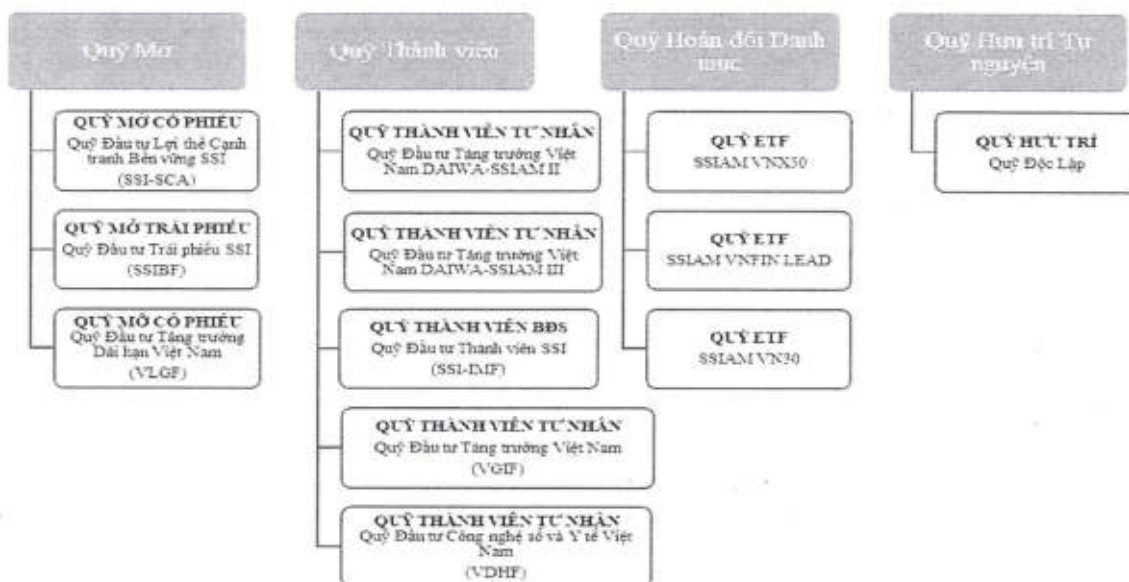 Quỹ Mở
QUỸ MỞ CỔ PHIẾU
Quỹ Đầu tư Lợi thế Cạnh
tranh Bền vững SSI
(SSI-SCA)
QUỸ MỞ TRÁI PHIẾU
Quỹ Đầu tư Trái phiếu SSI
(SSIBF)
QUỸ MỞ CỔ PHIẾU
Quỹ Đầu tư Tăng trưởng
Dài hạn Việt Nam
(VLGF)
Quỹ Thành viên
QUỸ THÀNH VIÊN TƯ NHÂN
Quỹ Đầu tư Tăng trưởng Việt
Nam DAIWA-SSIAM II
QUỸ THÀNH VIÊN TƯ NHÂN
Quỹ Đầu tư Tăng trưởng Việt
Nam DAIWA-SSIAM III
QUỸ THÀNH VIÊN BĐS
Quỹ Đầu tư Thành viên SSI
(SSI-IMF)
QUỸ THÀNH VIÊN TƯ NHÂN
Quỹ Đầu tư Tăng trưởng Việt Nam
(VGIF)
QUỸ THÀNH VIÊN TƯ NHÂN
Quỹ Đầu tư Công nghệ số và Y tế Việt
Nam
(VDHF)
Quỹ Hoán đổi Danh
mục
QUỸ ETF
SSIAM VNX50
QUỸ ETF
SSIAM VNFIN LEAD
QUỸ ETF
SSIAM VN30
Quỹ Hưu trí Tự
nguyện
QUỸ HƯU TRÍ
Quỹ Độc Lập